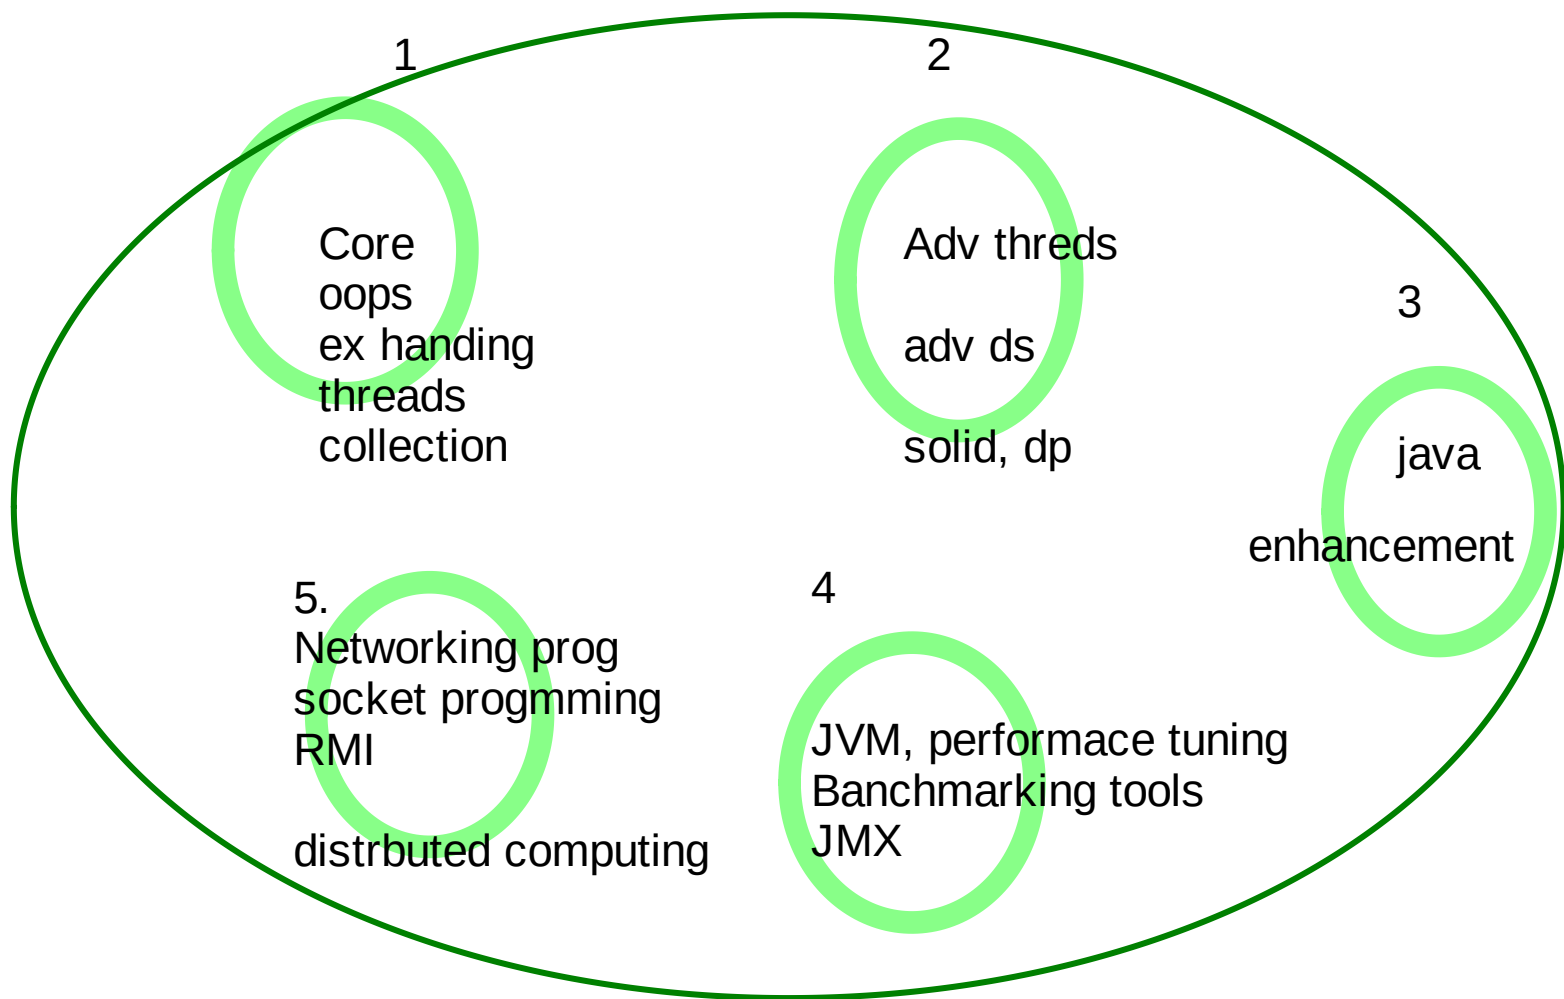 1
Core
oops
ex handing
threads
collection
2
Adv threds
adv ds
solid, dp
3
java
enhancement
4
JVM, performace tuning
Banchmarking tools
JMX
5.
Networking prog
socket progmming
RMI
distrbuted computing